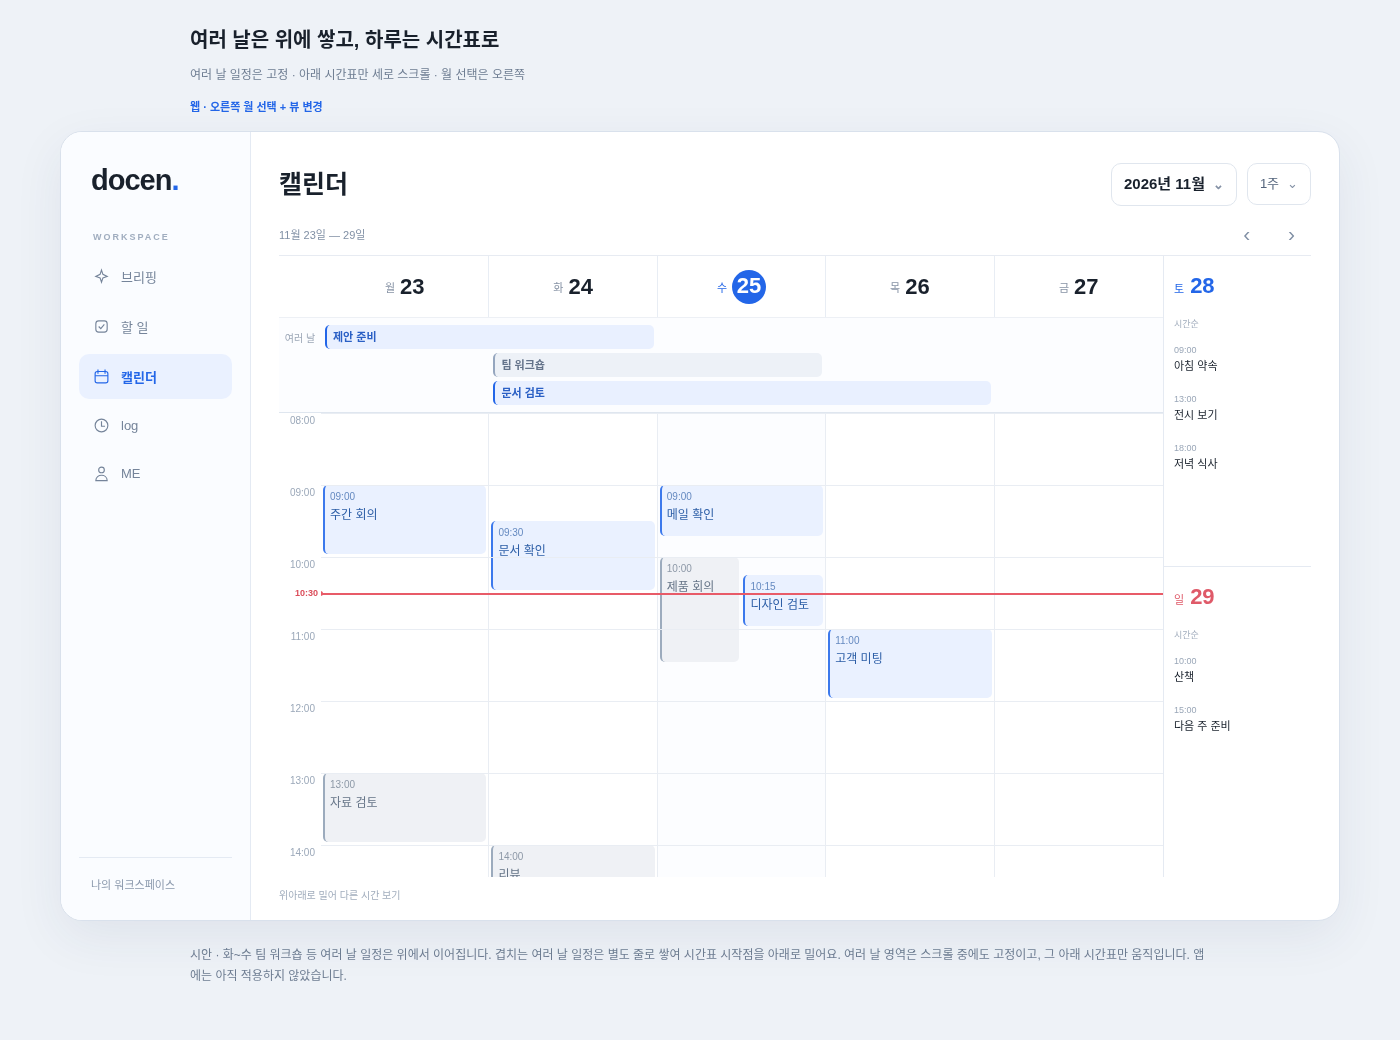 여러 날은 위에 쌓고, 하루는 시간표로
여러 날 일정은 고정 · 아래 시간표만 세로 스크롤 · 월 선택은 오른쪽
웹 · 오른쪽 월 선택 + 뷰 변경
docen.
WORKSPACE
브리핑
할 일
캘린더
log
ME
나의 워크스페이스
캘린더
2026년 11월
1주
11월 23일 — 29일
월 23
화 24
수 25
목 26
금 27
여러 날
제안 준비
팀 워크숍
문서 검토
08:00
09:00
10:00
10:30
11:00
12:00
13:00
14:00
09:00
주간 회의
13:00
자료 검토
09:30
문서 확인
14:00
리뷰
09:00
메일 확인
10:00
제품 회의
10:15
디자인 검토
11:00
고객 미팅
토 28
시간순
09:00
아침 약속
13:00
전시 보기
18:00
저녁 식사
일 29
시간순
10:00
산책
15:00
다음 주 준비
위아래로 밀어 다른 시간 보기
시안 · 화~수 팀 워크숍 등 여러 날 일정은 위에서 이어집니다. 겹치는 여러 날 일정은 별도 줄로 쌓여 시간표 시작점을 아래로 밀어요. 여러 날 영역은 스크롤 중에도 고정이고, 그 아래 시간표만 움직입니다. 앱
에는 아직 적용하지 않았습니다.